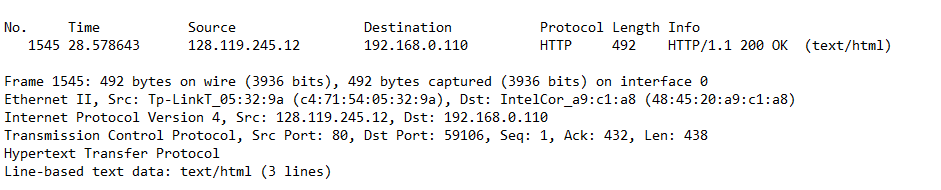 No. Time Source Destination Protocol Length Info
1545 28.578643 128.119.245.12 192.168.0.110 HTTP 492 HTTP/1.1 200 OK (text/html)
Frame 1545: 492 bytes on wire (3936 bits), 492 bytes captured (3936 bits) on interface 0
Ethernet II, Src: Tp-LinkT_05:32:9a (c4:71:54:05:32:9a), Dst: IntelCor_a9:c1:a8 (48:45:20:a9:c1:a8)
Internet Protocol Version 4, Src: 128.119.245.12, Dst: 192.168.0.110
Transmission Control Protocol, Src Port: 80, Dst Port: 59106, Seq: 1, Ack: 432, Len: 438
Hypertext Transfer Protocol
Line-based text data: text/html (3 lines)